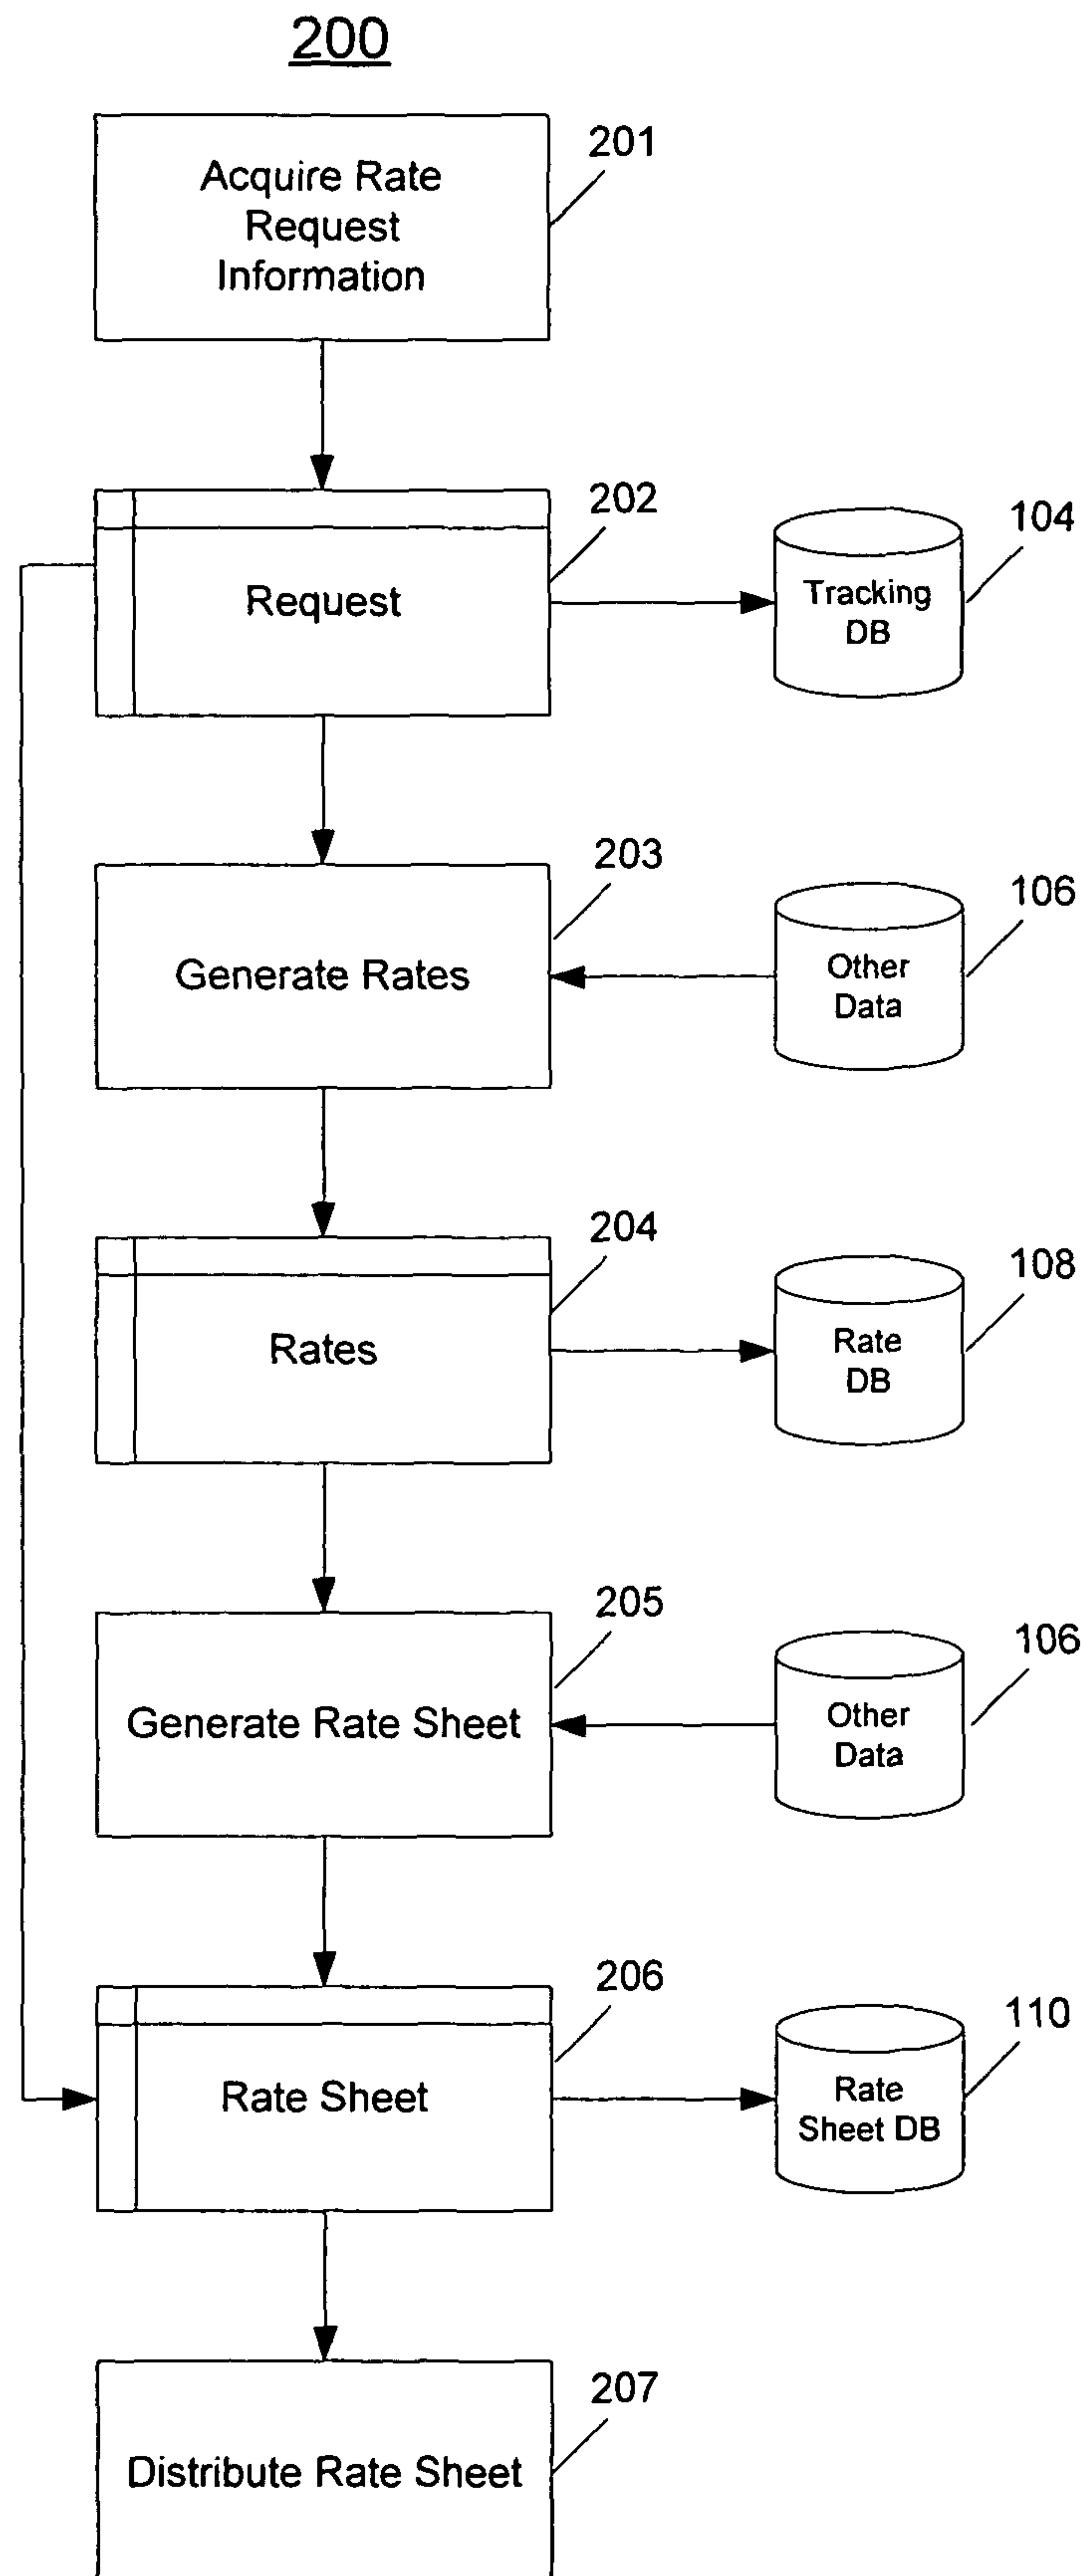 200
Acquire Rate
Request
Information
201
Request
202
Tracking
DB
104
Generate Rates
203
Other
Data
106
Rates
204
Rate
DB
108
Generate Rate Sheet
205
Other
Data
106
Rate Sheet
206
Rate
Sheet DB
110
Distribute Rate Sheet
207